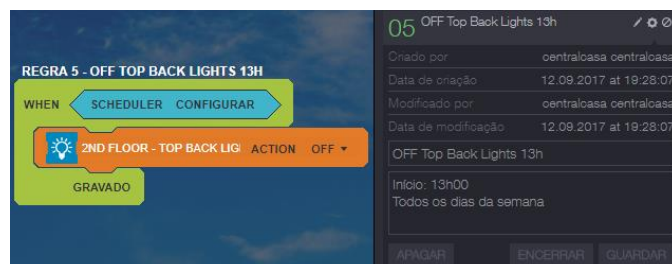 REGRA 5 - OFF TOP BACK LIGHTS 13H
WHEN SCHEDULER CONFIGURAR
2ND FLOOR - TOP BACK LIG ACTION OFF
GRAVADO
05 OFF Top Back Lights 13h
Criado por centralcasa centralcasa
Data de criação 12.09.2017 at 19:28:07
Modificado por centralcasa centralcasa
Data de modificação 12.09.2017 at 19:28:07
OFF Top Back Lights 13h
Início: 13h00
Todos os dias da semana
APAGAR ENCERRAR GUARDAR